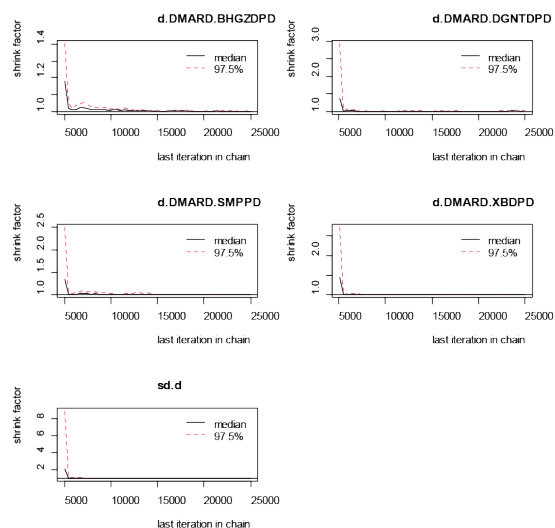 d.DMARD.BHGZDPD
shrink factor
1.0 1.2 1.4
median
97.5%
5000 10000 15000 20000 25000
last iteration in chain
d.DMARD.DGNTDPD
shrink factor
1.0 2.0 3.0
median
97.5%
5000 10000 15000 20000 25000
last iteration in chain
d.DMARD.SMPPD
shrink factor
1.0 1.5 2.0 2.5
median
97.5%
5000 10000 15000 20000 25000
last iteration in chain
d.DMARD.XBDPD
shrink factor
1.0 2.0
median
97.5%
5000 10000 15000 20000 25000
last iteration in chain
sd.d
shrink factor
2 4 6 8
median
97.5%
5000 10000 15000 20000 25000
last iteration in chain